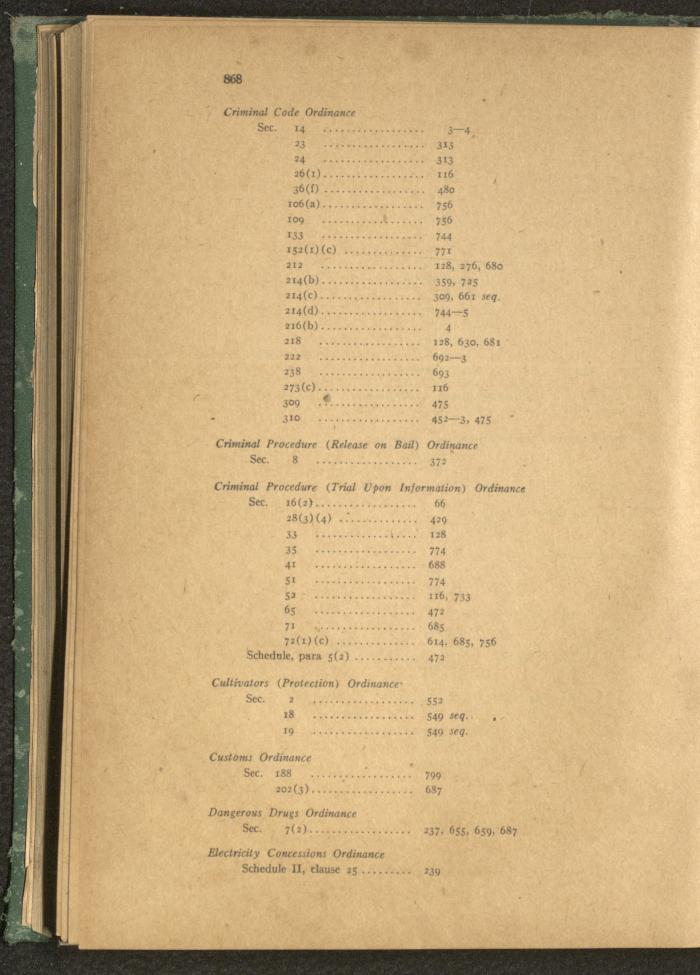 868
Criminal Code Ordinance
Sec. 14 .................. 3—4
23 .................. 313
24 .................. 313
26(1).................. 116
36(f) .................. 480
106(a).................. 756
109 .................. 756
133 .................. 744
152(1)(c) .............. 771
212 .................. 128, 276, 680
214(b).................. 359, 725
214(c).................. 309, 661 seq.
214(d).................. 744—5
216(b).................. 4
218 .................. 128, 630, 681
222 .................. 692—3
238 .................. 693
273(c).................. 116
309 .................. 475
310 .................. 452—3, 475
Criminal Procedure (Release on Bail) Ordinance
Sec. 8 .................. 372
Criminal Procedure (Trial Upon Information) Ordinance
Sec. 16(2).................. 66
28(3)(4) .............. 429
33 .................. 128
35 .................. 774
41 .................. 688
51 .................. 774
52 .................. 116, 733
65 .................. 472
71 .................. 685
72(1)(c) .............. 614, 685, 756
Schedule, para 5(2) ........... 472
Cultivators (Protection) Ordinance
Sec. 2 .................. 552
18 .................. 549 seq.
19 .................. 549 seq.
Customs Ordinance
Sec. 188 .................. 799
202(3).................. 687
Dangerous Drugs Ordinance
Sec. 7(2).................. 237, 655, 659, 687
Electricity Concessions Ordinance
Schedule II, clause 25 ......... 239